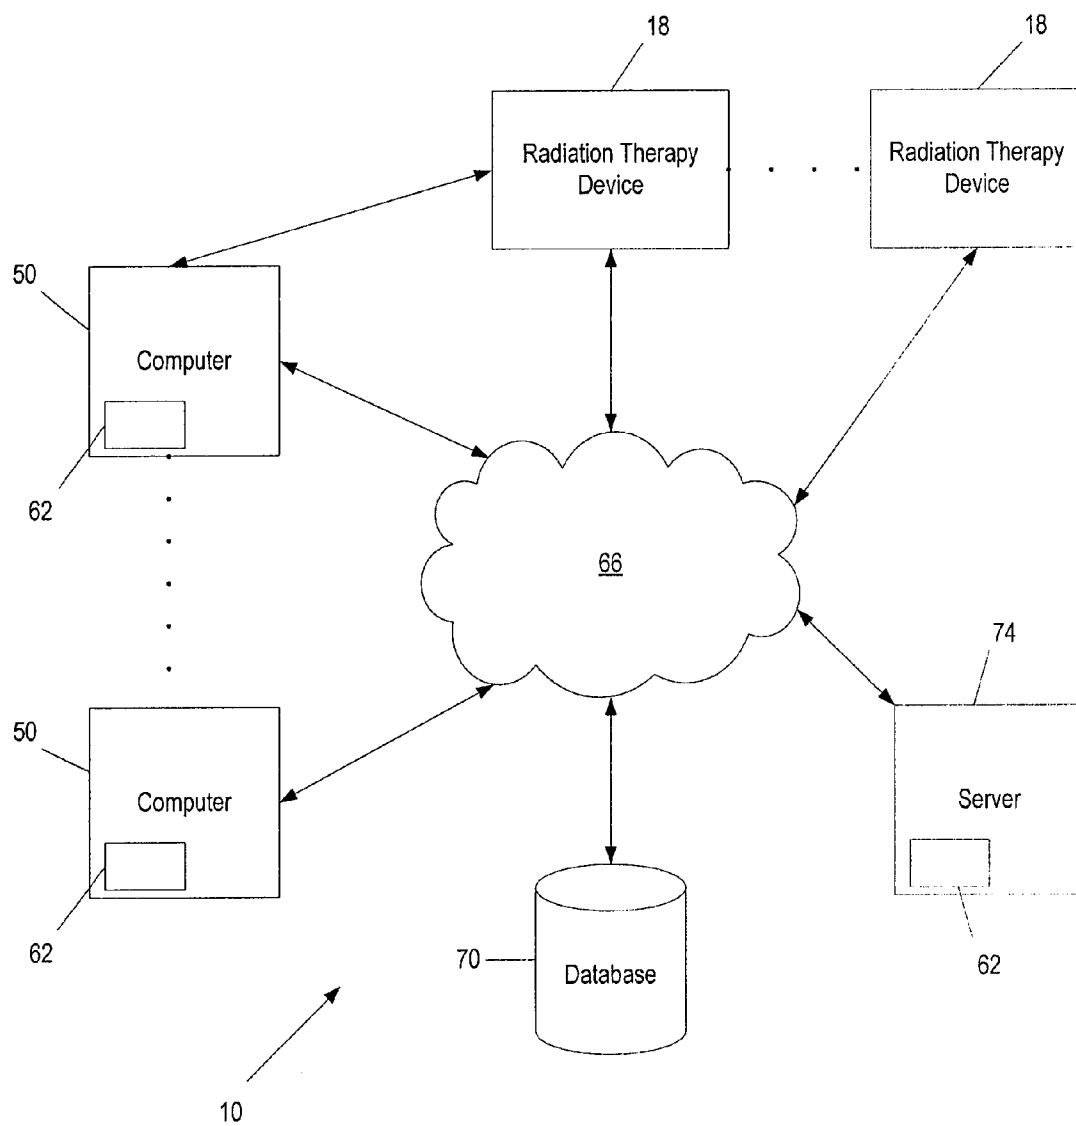 18
18
Radiation Therapy
Device
Radiation Therapy
Device
50
Computer
62
66
74
50
Computer
Server
62
70
Database
62
10